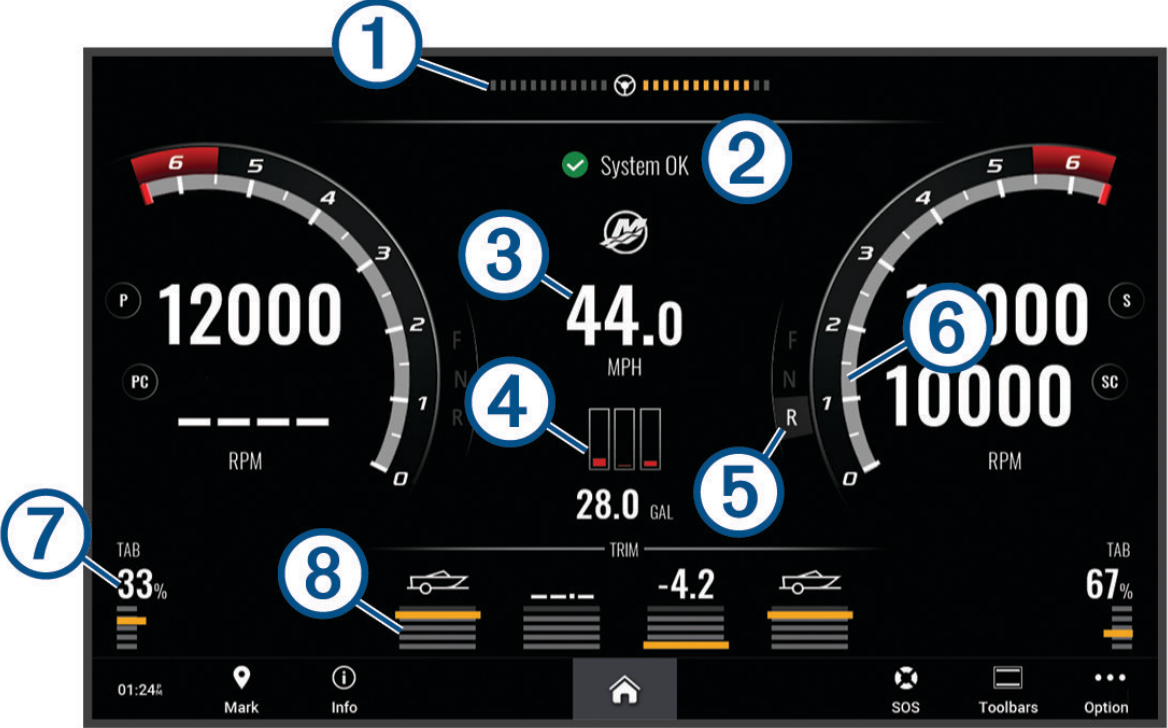 1
2
System OK
6 5 4 3 2 1 0
5 6 4 3 2 1 0
3
P
12000
44.0
MPH
6
000
S
PC
– – – –
RPM
F
N
R
4
28.0 GAL
F
N
R
5
10000
SC
RPM
7
TAB
33%
8
TRIM
– –.–
-4.2
TAB
67%
01:24
Mark
Info
SOS
Toolbars
Option